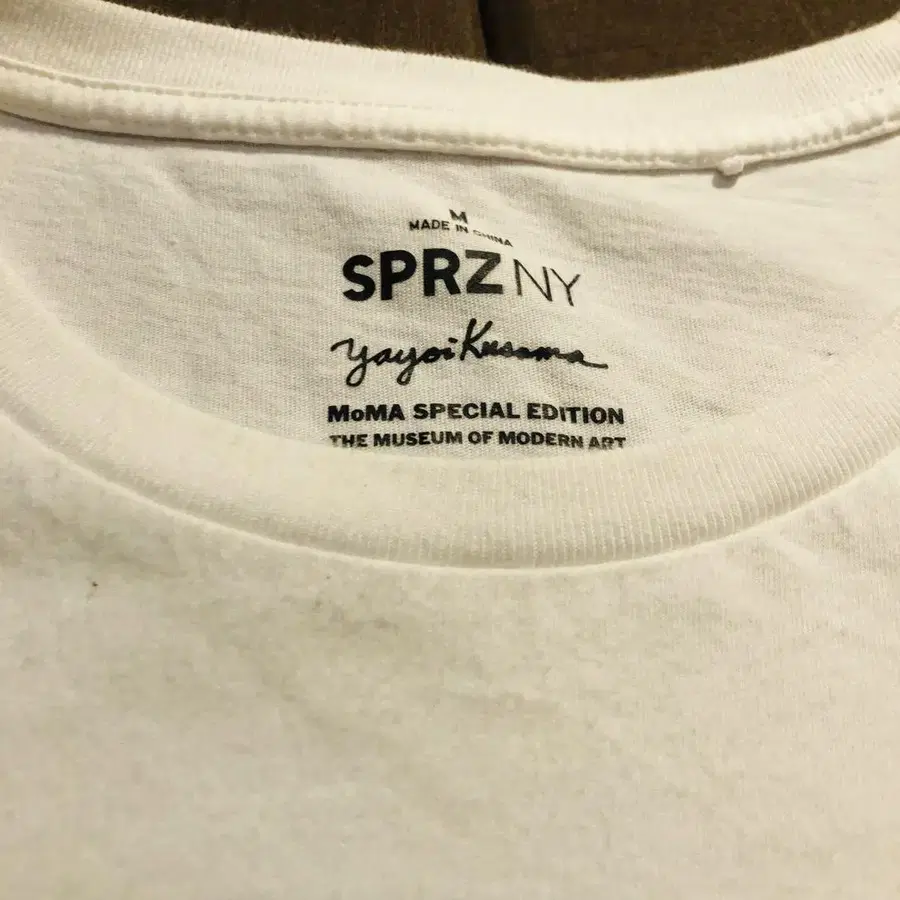 M
MADE IN CHINA
SPRZ NY
Yayoi Kusama
MoMA SPECIAL EDITION
THE MUSEUM OF MODERN ART